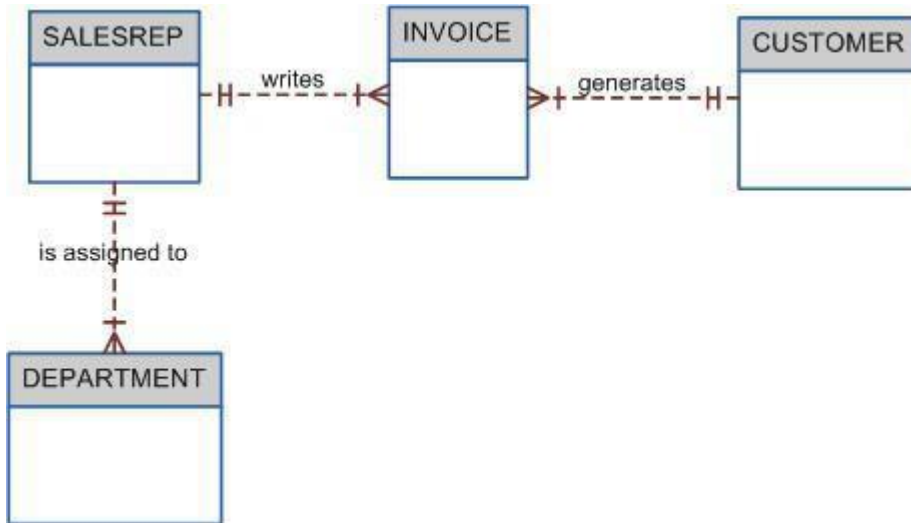 SALESREP
writes
INVOICE
generates
CUSTOMER
is assigned to
DEPARTMENT